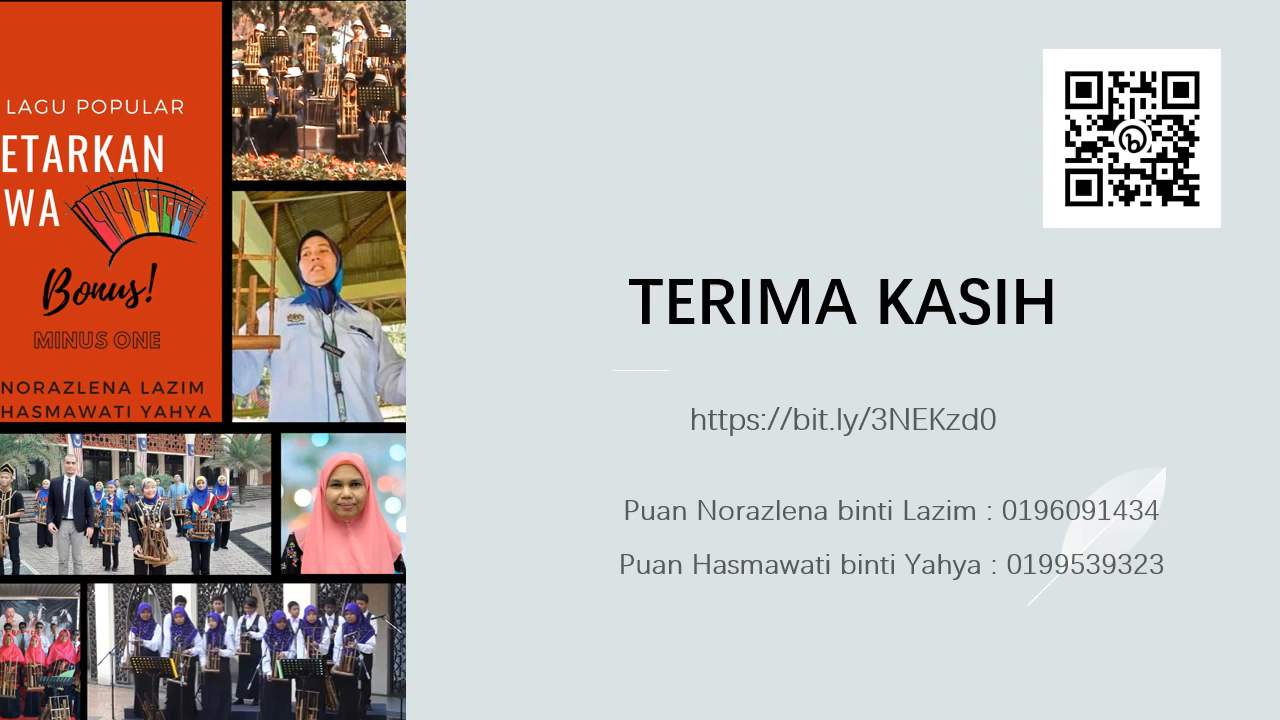 LAGU POPULAR
ETARKAN
WA
Bonus!
MINUS ONE
NORAZLENA LAZIM
HASMAWATI YAHYA
TERIMA KASIH
https://bit.ly/3NEKzd0
Puan Norazlena binti Lazim : 0196091434
Puan Hasmawati binti Yahya : 0199539323